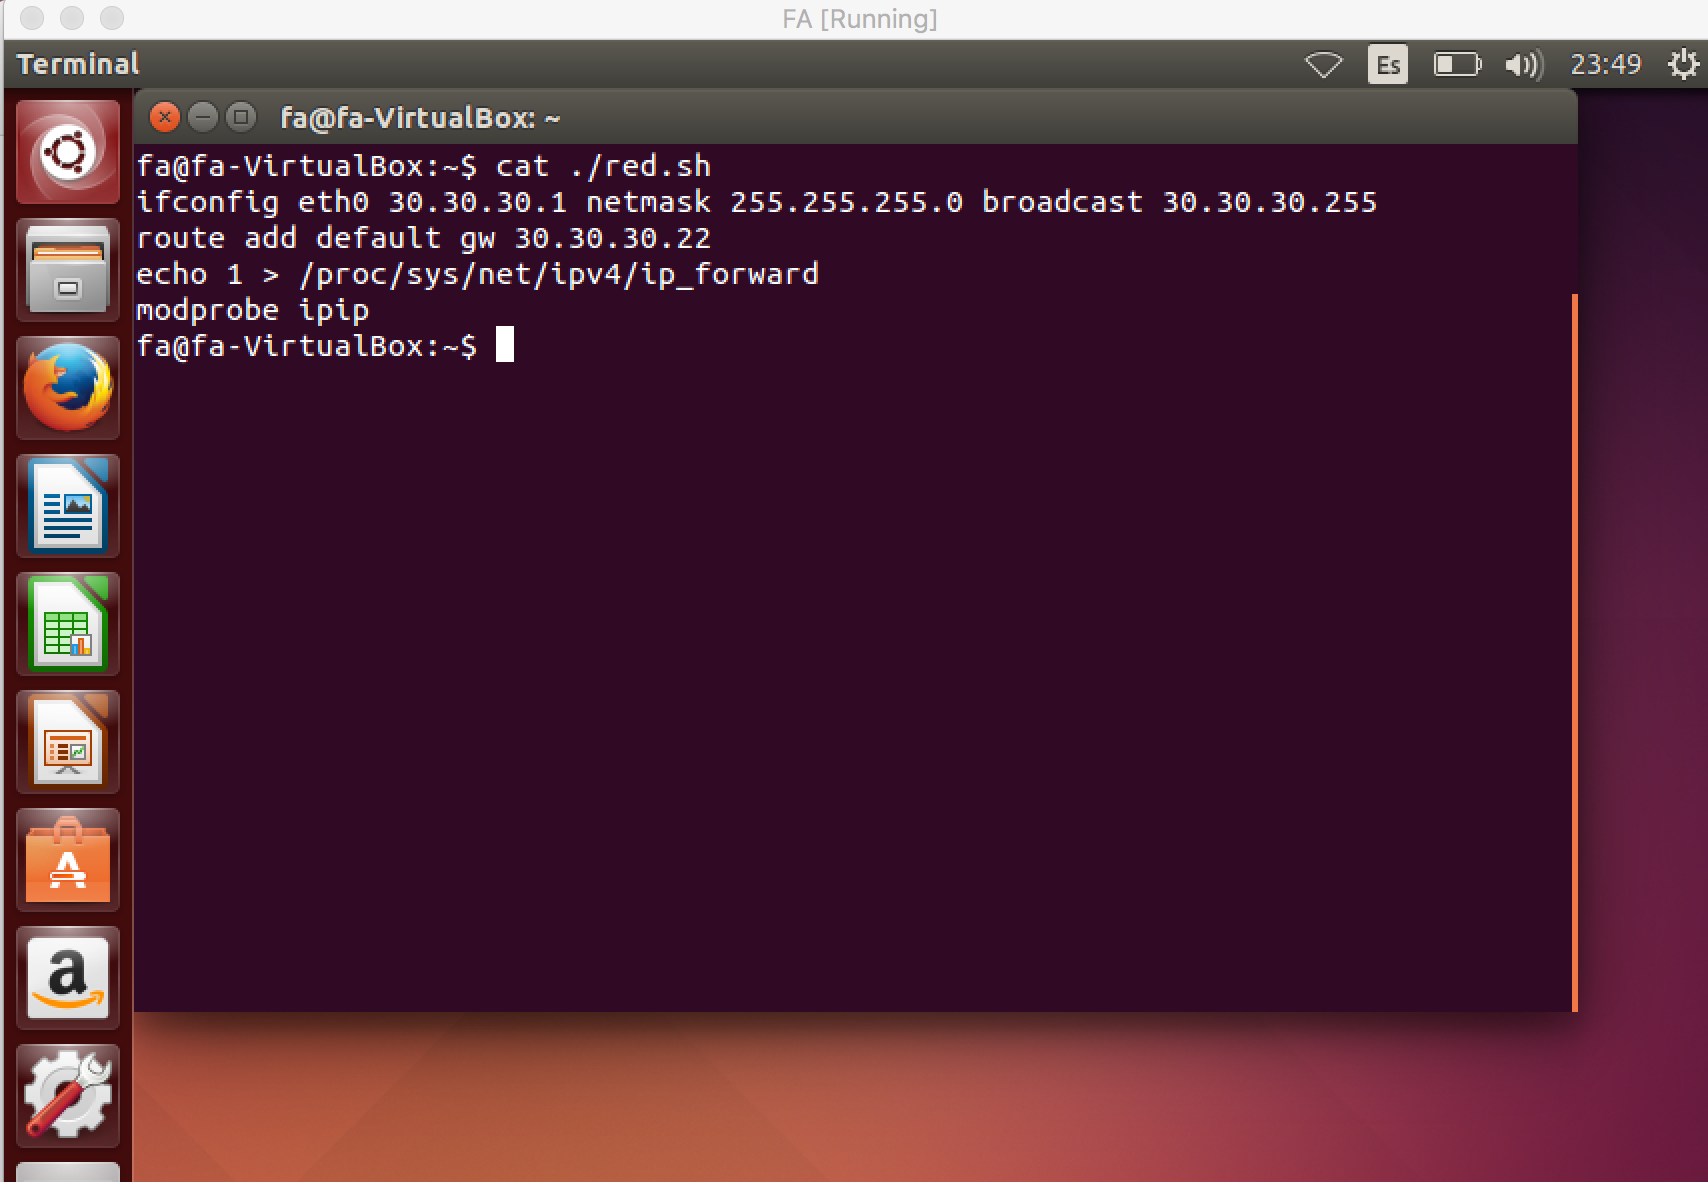 FA [Running]
Terminal
Es
23:49
fa@fa-VirtualBox: ~
fa@fa-VirtualBox:~$ cat ./red.sh
ifconfig eth0 30.30.30.1 netmask 255.255.255.0 broadcast 30.30.30.255
route add default gw 30.30.30.22
echo 1 > /proc/sys/net/ipv4/ip_forward
modprobe ipip
fa@fa-VirtualBox:~$